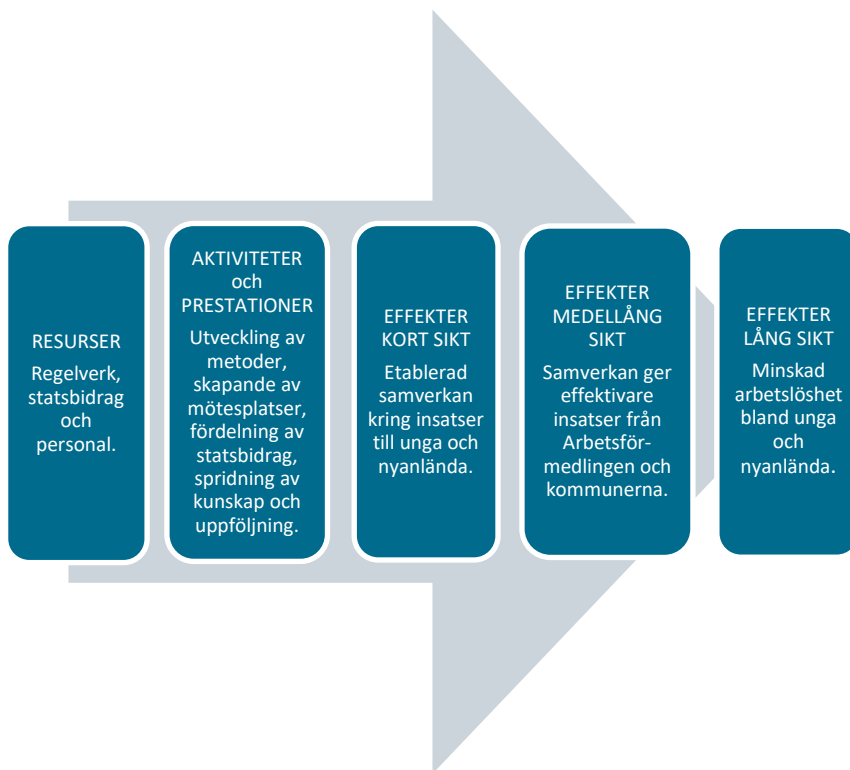 RESURSER
Regelverk,
statsbidrag
och
personal.
AKTIVITETER
och
PRESTATIONER
Utveckling av
metoder,
skapande av
mötesplatser,
fördelning av
statsbidrag,
spridning av
kunskap och
uppföljning.
EFFEKTER
KORT SIKT
Etablerad
samverkan
kring insatser
till unga och
nyanlända.
EFFEKTER
MEDELLÅNG
SIKT
Samverkan ger
effektivare
insatser från
Arbetsför-
medlingen och
kommunerna.
EFFEKTER
LÅNG SIKT
Minskad
arbetslöshet
bland unga
och
nyanlända.